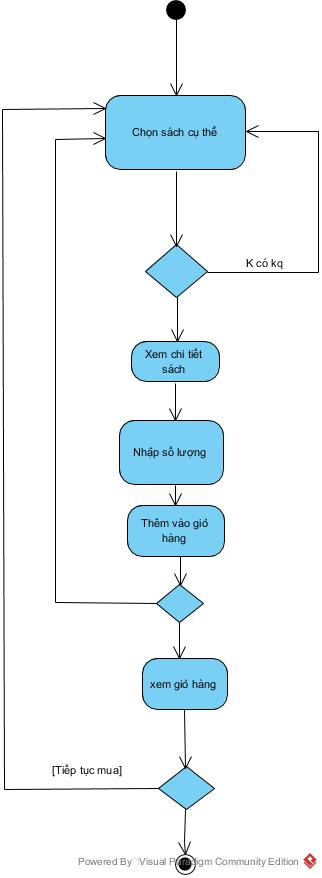 Chọn sách cụ thể
K có kq
Xem chi tiết
sách
Nhập số lượng
Thêm vào giỏ
hàng
xem giỏ hàng
[Tiếp tục mua]
Powered By Visual Paradigm Community Edition